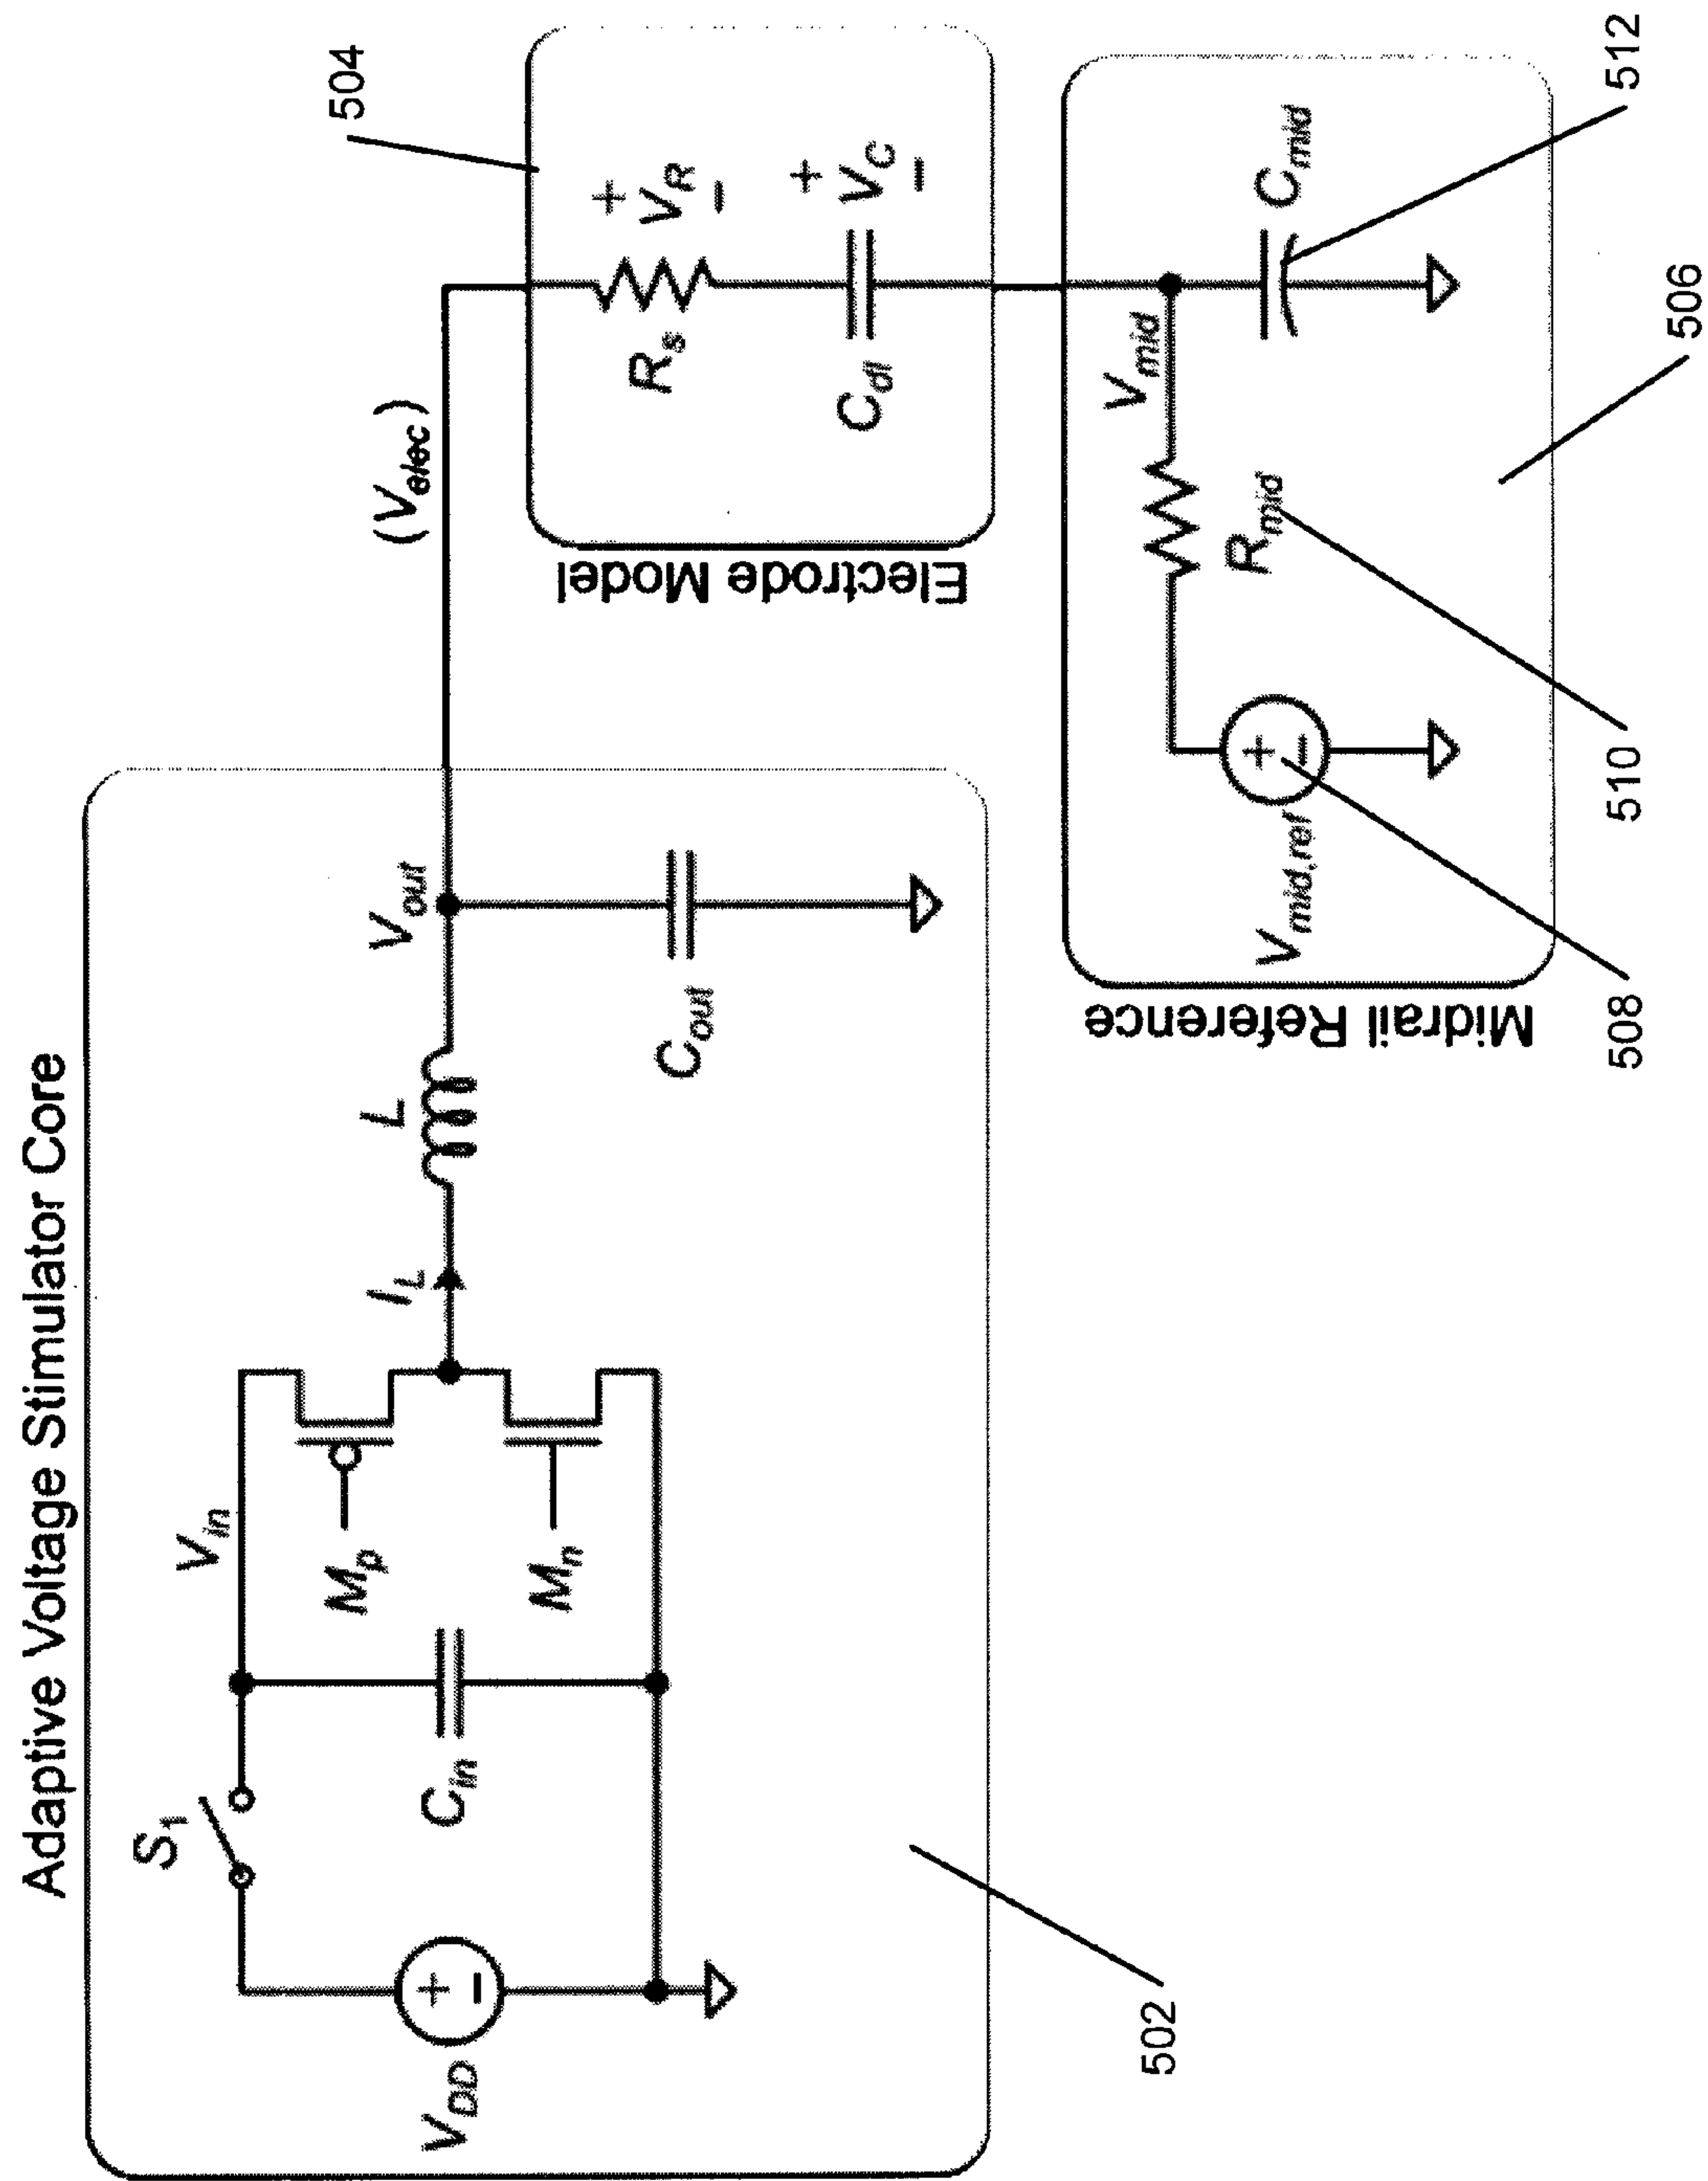 Adaptive Voltage Stimulator Core
S1
Vin
VDD
Cin
Mp
Mn
IL
L
Vout
Cout
(Velec)
502
504
Electrode Model
Rs
+ VR −
Cdl
+ VC −
Midrail Reference
Vmid
Rmid
Cmid
Vmid,ref
+
−
+
−
508
510
506
512